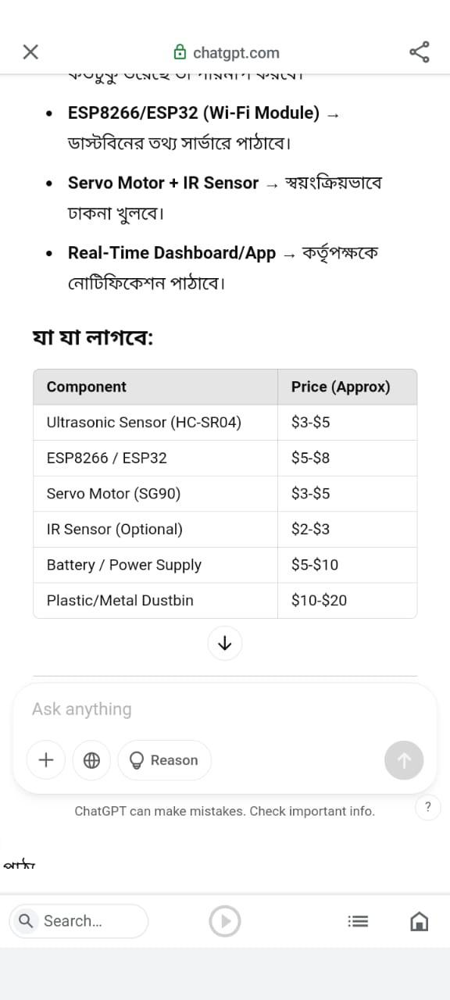 chatgpt.com
ESP8266/ESP32 (Wi-Fi Module) →
ডাস্টবিনের তথ্য সার্ভারে পাঠাবে।
Servo Motor + IR Sensor → স্বয়ংক্রিয়ভাবে
ঢাকনা খুলবে।
Real-Time Dashboard/App → কর্তৃপক্ষকে
নোটিফিকেশন পাঠাবে।
যা যা লাগবে:
Component Price (Approx)
Ultrasonic Sensor (HC-SR04) $3-$5
ESP8266 / ESP32 $5-$8
Servo Motor (SG90) $3-$5
IR Sensor (Optional) $2-$3
Battery / Power Supply $5-$10
Plastic/Metal Dustbin $10-$20
Ask anything
Reason
ChatGPT can make mistakes. Check important info. ?
Search...